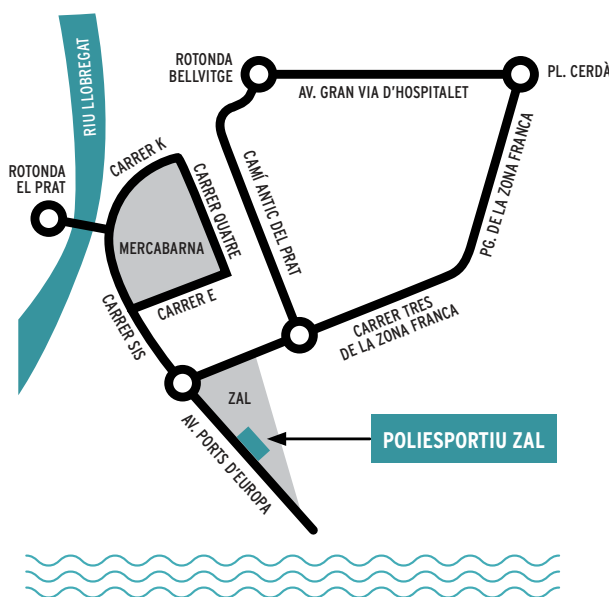 RIU LLOBREGAT
ROTONDA
BELLVITGE
PL. CERDÀ
AV. GRAN VIA D'HOSPITALET
ROTONDA
EL PRAT
CARRER K
CARRER QUATRE
CAMÍ ANTIC DEL PRAT
PG. DE LA ZONA FRANCA
MERCABARNA
CARRER E
CARRER SIS
CARRER TRES
DE LA ZONA FRANCA
ZAL
AV. PORTS D'EUROPA
POLIESPORTIU ZAL